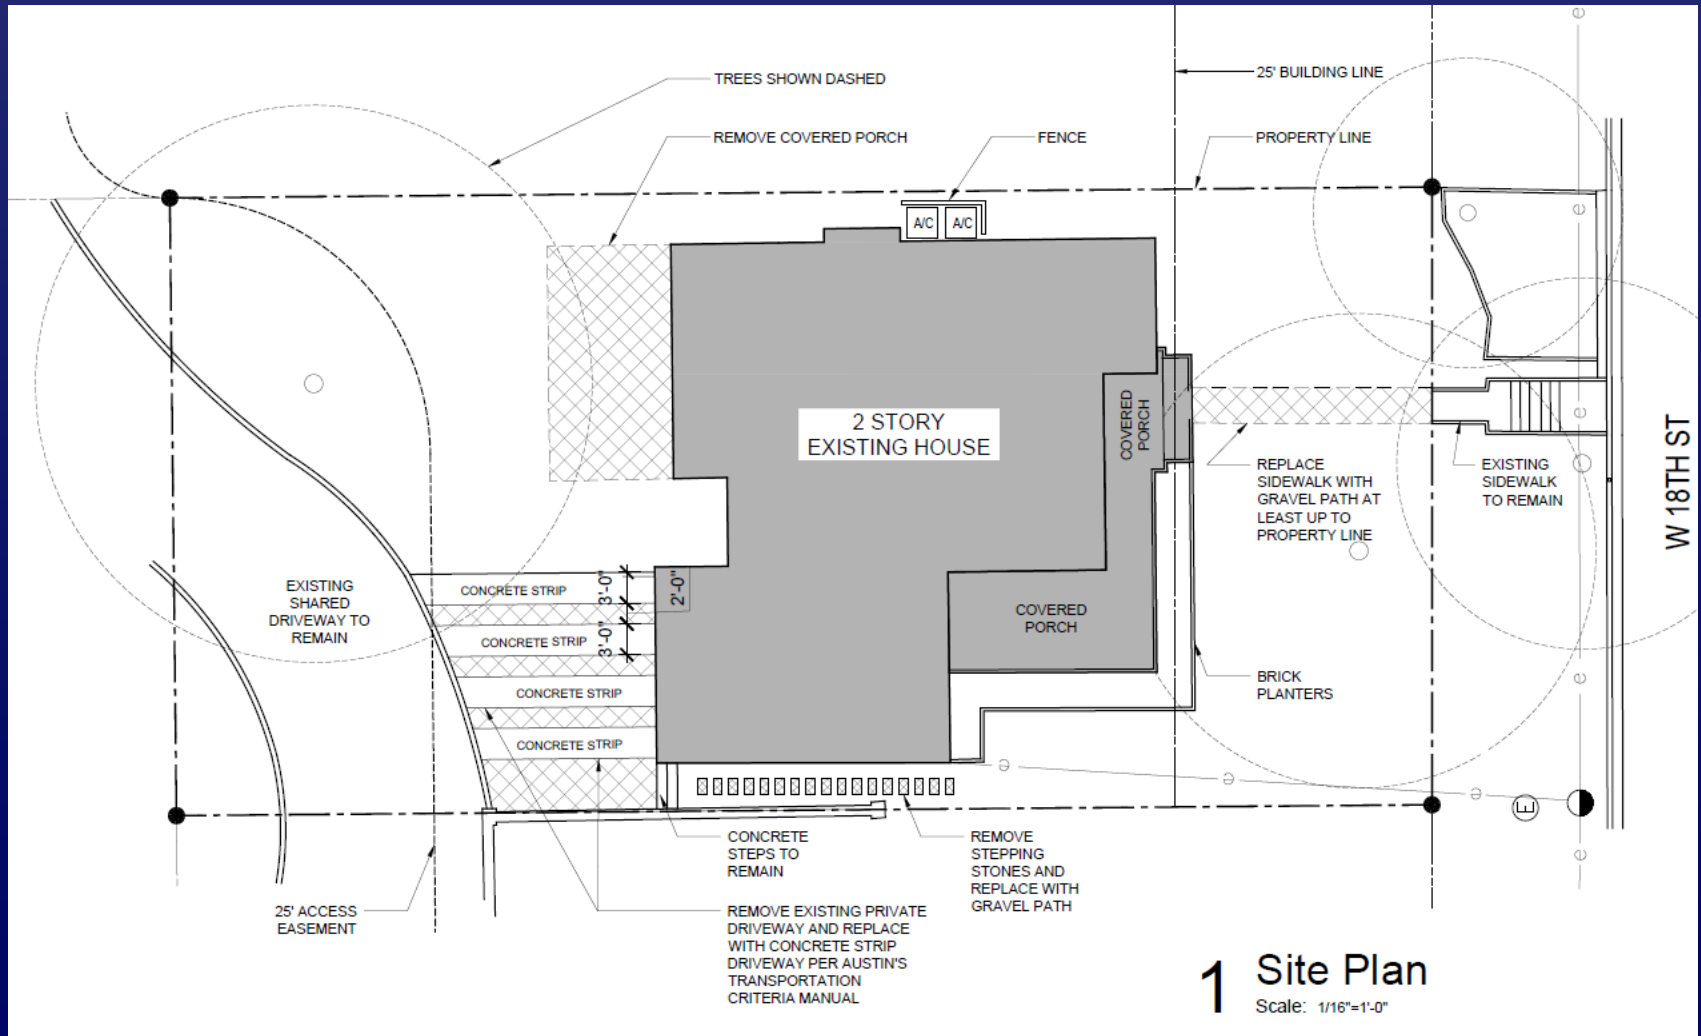 TREES SHOWN DASHED
25' BUILDING LINE
REMOVE COVERED PORCH
FENCE
PROPERTY LINE
A/C
A/C
2 STORY
EXISTING HOUSE
COVERED
PORCH
W 18TH ST
REPLACE
SIDEWALK WITH
GRAVEL PATH AT
LEAST UP TO
PROPERTY LINE
EXISTING
SIDEWALK
TO REMAIN
EXISTING
SHARED
DRIVEWAY TO
REMAIN
CONCRETE STRIP
3'-0"
2'-0"
CONCRETE STRIP
3'-0"
CONCRETE STRIP
CONCRETE STRIP
COVERED
PORCH
BRICK
PLANTERS
e
e
e
e
e
e
e
e
E
CONCRETE
STEPS TO
REMAIN
REMOVE
STEPPING
STONES AND
REPLACE WITH
GRAVEL PATH
25' ACCESS
EASEMENT
REMOVE EXISTING PRIVATE
DRIVEWAY AND REPLACE
WITH CONCRETE STRIP
DRIVEWAY PER AUSTIN'S
TRANSPORTATION
CRITERIA MANUAL
1 Site Plan
Scale: 1/16"=1'-0"